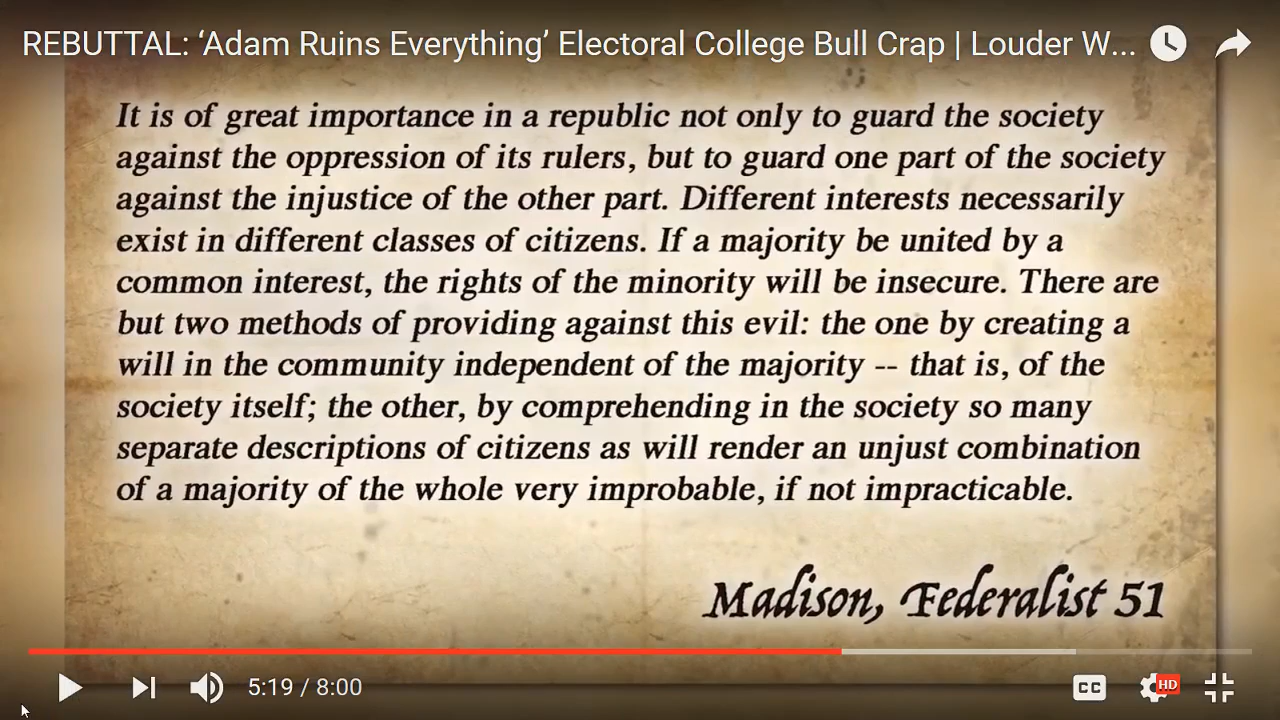 REBUTTAL: ‘Adam Ruins Everything’ Electoral College Bull Crap | Louder W...
It is of great importance in a republic not only to guard the society
against the oppression of its rulers, but to guard one part of the society
against the injustice of the other part. Different interests necessarily
exist in different classes of citizens. If a majority be united by a
common interest, the rights of the minority will be insecure. There are
but two methods of providing against this evil: the one by creating a
will in the community independent of the majority -- that is, of the
society itself; the other, by comprehending in the society so many
separate descriptions of citizens as will render an unjust combination
of a majority of the whole very improbable, if not impracticable.
Madison, Federalist 51
5:19 / 8:00
CC
HD